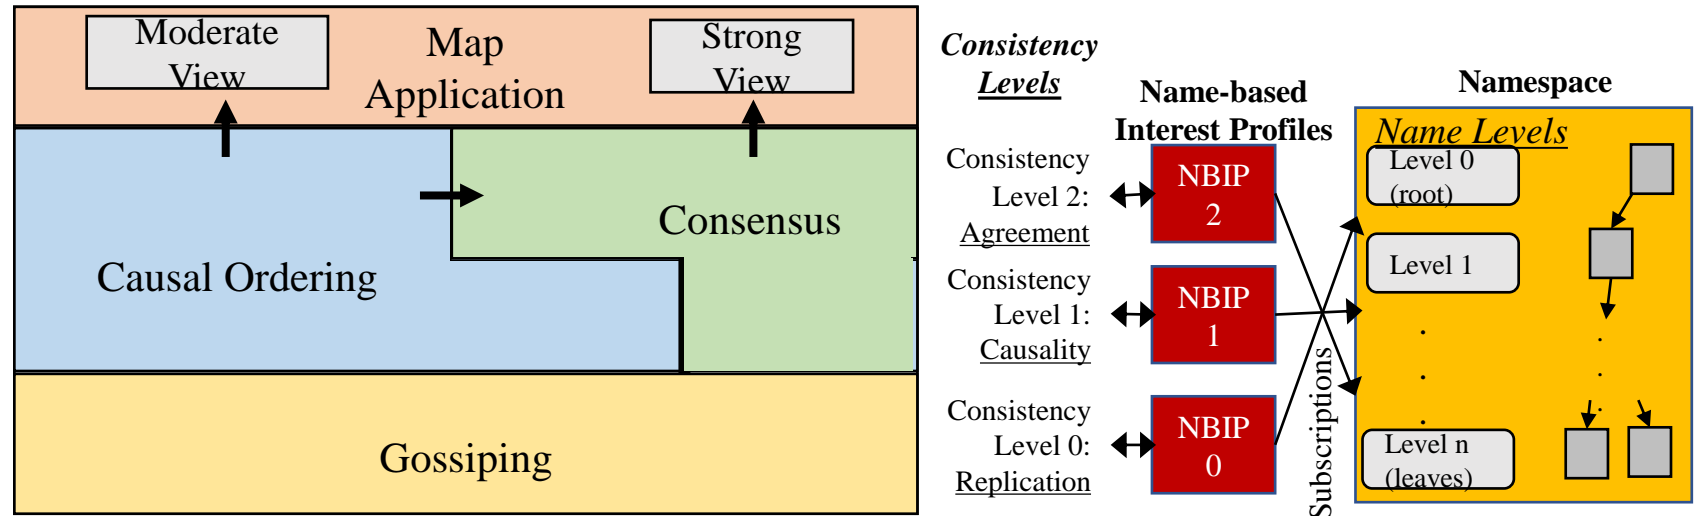 Moderate
View
Map
Application
Strong
View
Causal Ordering
Consensus
Gossiping
Consistency
Levels
Name-based
Interest Profiles
Namespace
Consistency
Level 2:
Agreement
NBIP
2
Consistency
Level 1:
Causality
NBIP
1
Consistency
Level 0:
Replication
NBIP
0
Subscriptions
Name Levels
Level 0
(root)
Level 1
.
.
.
Level n
(leaves)
.
.
.